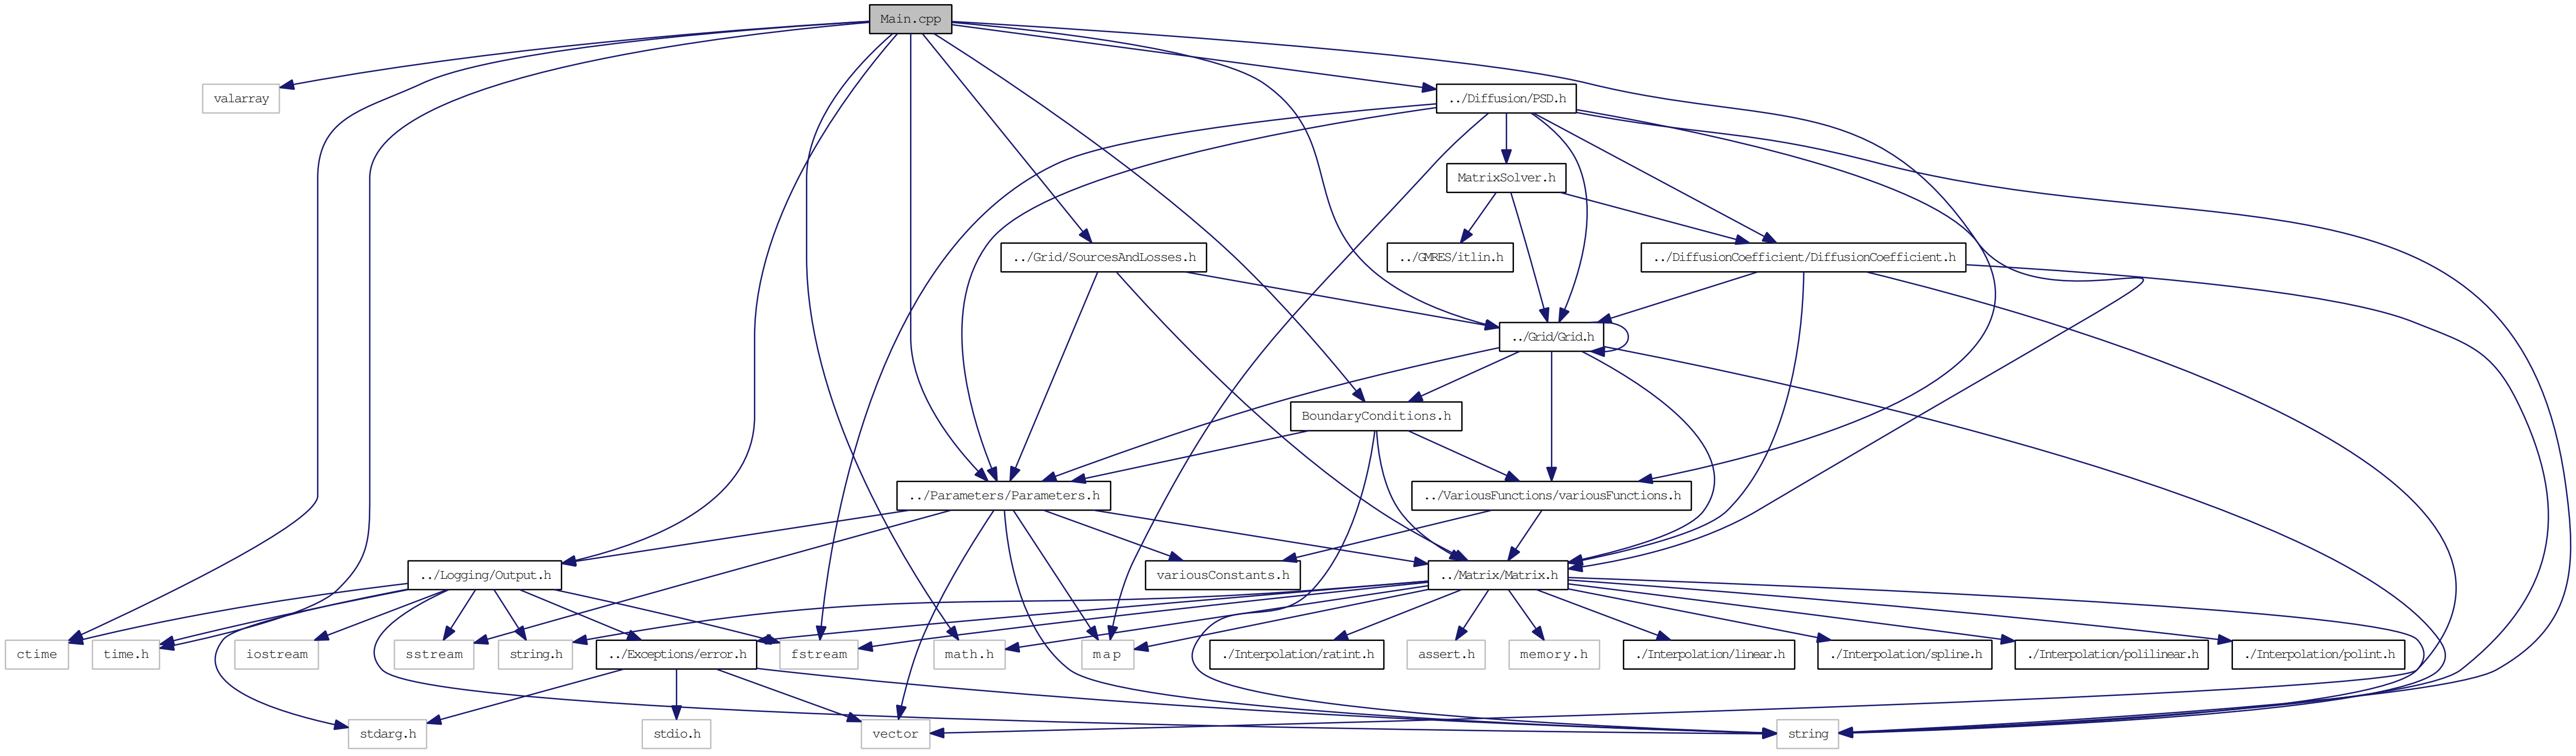 Main.cpp
valarray
../Diffusion/PSD.h
MatrixSolver.h
../Grid/SourcesAndLosses.h
../GMRES/itlin.h
../DiffusionCoefficient/DiffusionCoefficient.h
../Grid/Grid.h
BoundaryConditions.h
../Parameters/Parameters.h
../VariousFunctions/variousFunctions.h
../Logging/Output.h
variousConstants.h
../Matrix/Matrix.h
ctime
time.h
iostream
sstream
string.h
../Exceptions/error.h
fstream
math.h
map
./Interpolation/ratint.h
assert.h
memory.h
./Interpolation/linear.h
./Interpolation/spline.h
./Interpolation/polilinear.h
./Interpolation/polint.h
stdarg.h
stdio.h
vector
string